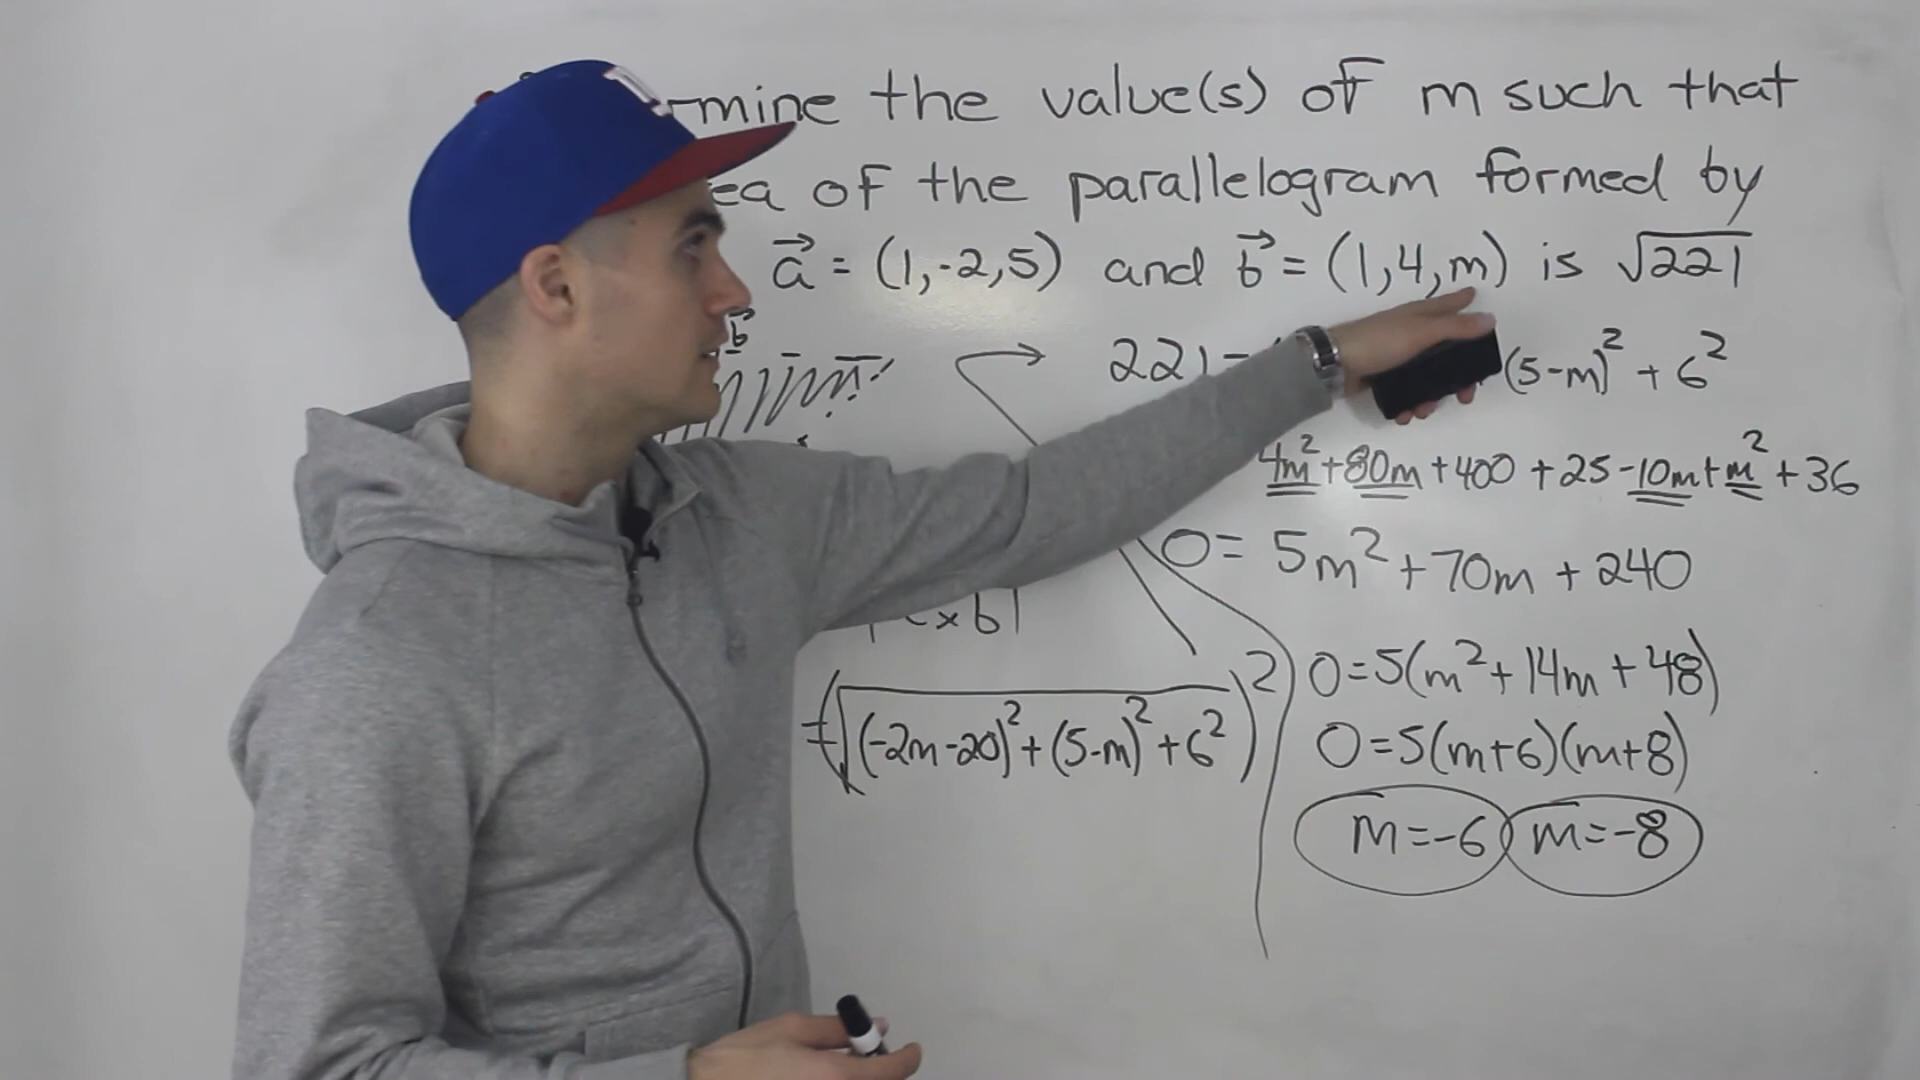 mine the value(s) of m such that
ea of the parallelogram formed by
a⃗ = (1,-2,5) and b⃗ = (1,4,m) is √221
b⃗
221 = (5-m)² + 6²
4m² + 80m + 400 + 25 - 10m + m² + 36
0 = 5m² + 70m + 240
× b|
0 = 5(m² + 14m + 48)
(√((-2m-20)² + (5-m)² + 6²))²
0 = 5(m+6)(m+8)
m = -6 m = -8